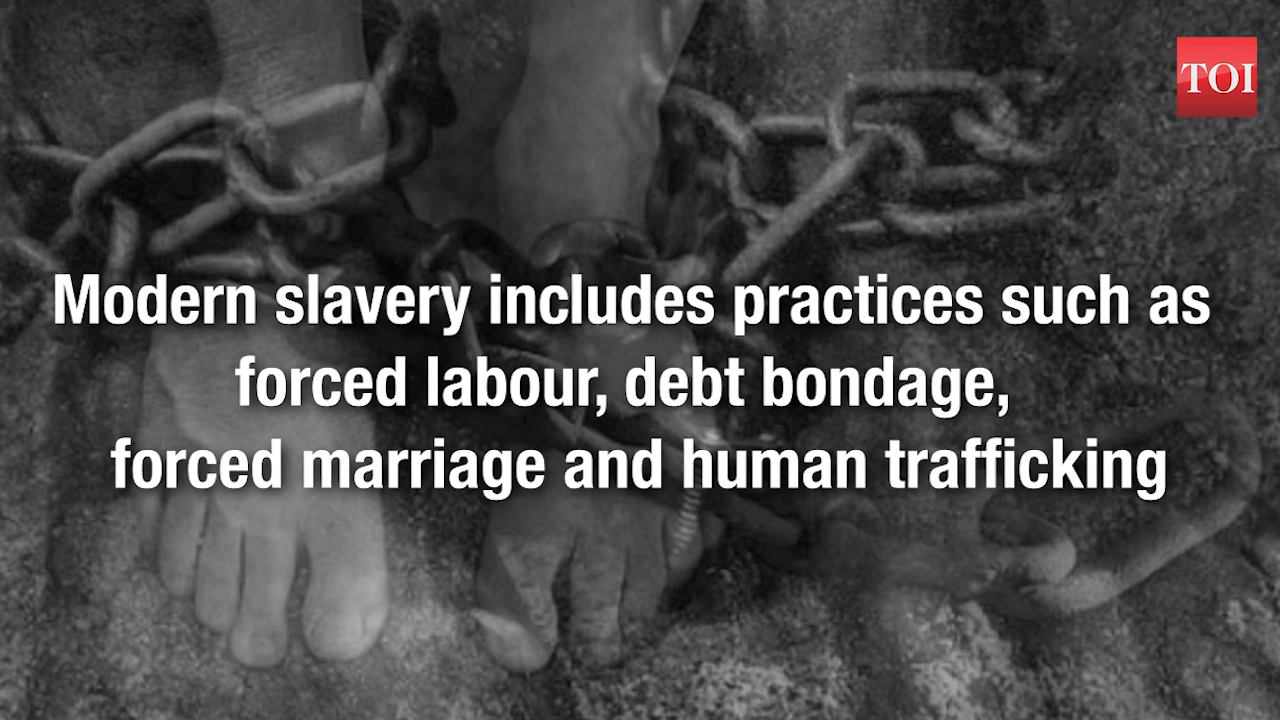 TOI
Modern slavery includes practices such as
forced labour, debt bondage,
forced marriage and human trafficking